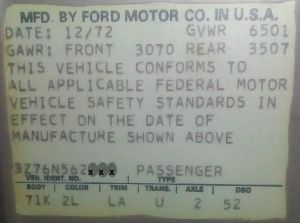 MFD. BY FORD MOTOR CO. IN U.S.A.
DATE: 12/72 GVWR 6501
GAWR: FRONT 3070 REAR 3507
THIS VEHICLE CONFORMS TO
ALL APPLICABLE FEDERAL MOTOR
VEHICLE SAFETY STANDARDS IN
EFFECT ON THE DATE OF
MANUFACTURE SHOWN ABOVE
3Z76N562xxx PASSENGER
VEH. IDENT. NO. TYPE
BODY COLOR TRIM TRANS. AXLE DSO
71K 2L LA U 2 52